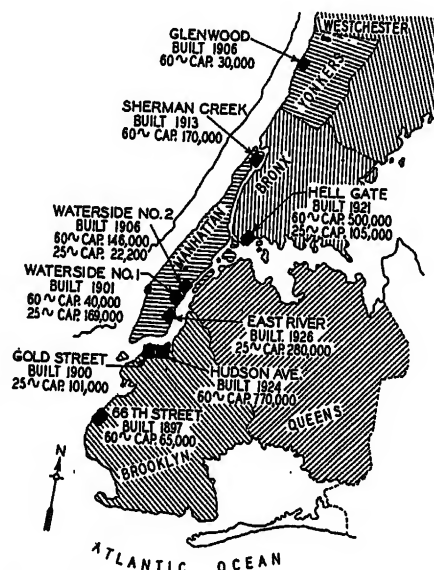 WESTCHESTER
GLENWOOD
BUILT 1906
60~ CAP. 30,000
YONKERS
SHERMAN CREEK
BUILT 1913
60~ CAP. 170,000
BRONX
HELL GATE
BUILT 1921
60~ CAP. 500,000
25~ CAP. 105,000
WATERSIDE NO. 2
BUILT 1906
60~ CAP. 146,000
25~ CAP. 22,200
MANHATTAN
WATERSIDE NO. 1
BUILT 1901
60~ CAP. 40,000
25~ CAP. 169,000
EAST RIVER
BUILT 1926
25~ CAP. 280,000
GOLD STREET
BUILT 1900
25~ CAP. 101,000
HUDSON AVE.
BUILT 1924
60~ CAP. 770,000
66TH STREET
BUILT 1897
60~ CAP. 65,000
QUEENS
BROOKLYN
N
ATLANTIC OCEAN